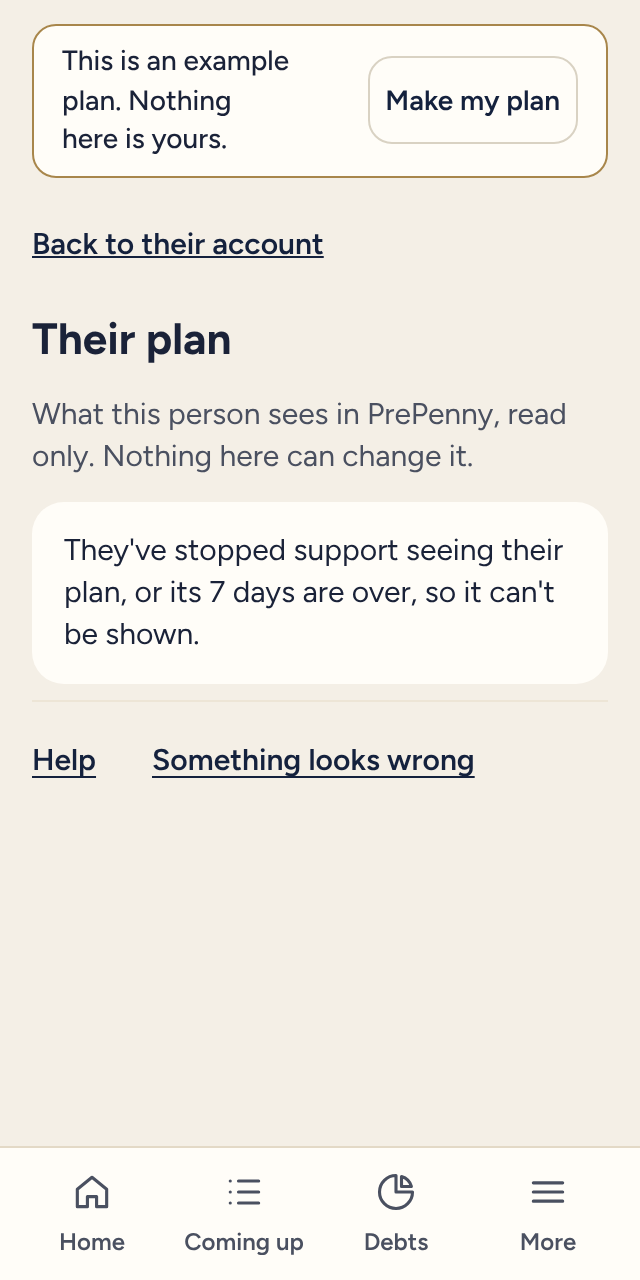 This is an example
plan. Nothing
here is yours.
Make my plan
Back to their account
Their plan
What this person sees in PrePenny, read
only. Nothing here can change it.
They've stopped support seeing their
plan, or its 7 days are over, so it can't
be shown.
Help
Something looks wrong
Home
Coming up
Debts
More